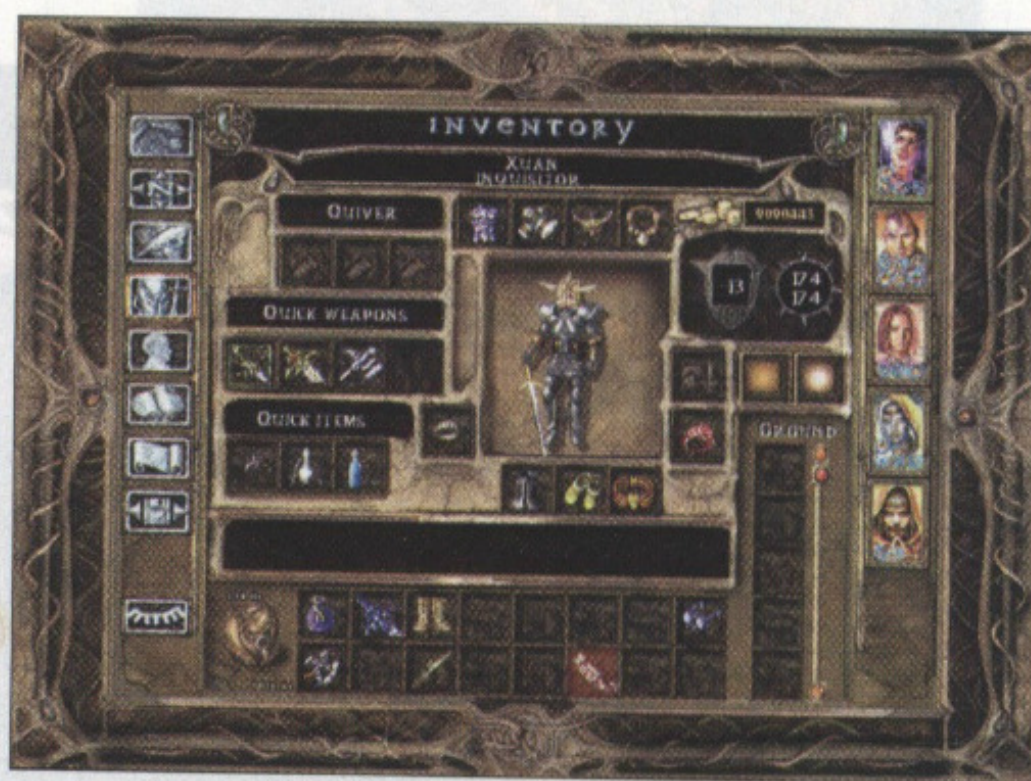 INVENTORY
XUAN
INQUISITOR
QUIVER
QUICK WEAPONS
13
174
174
QUICK ITEMS
GROUND